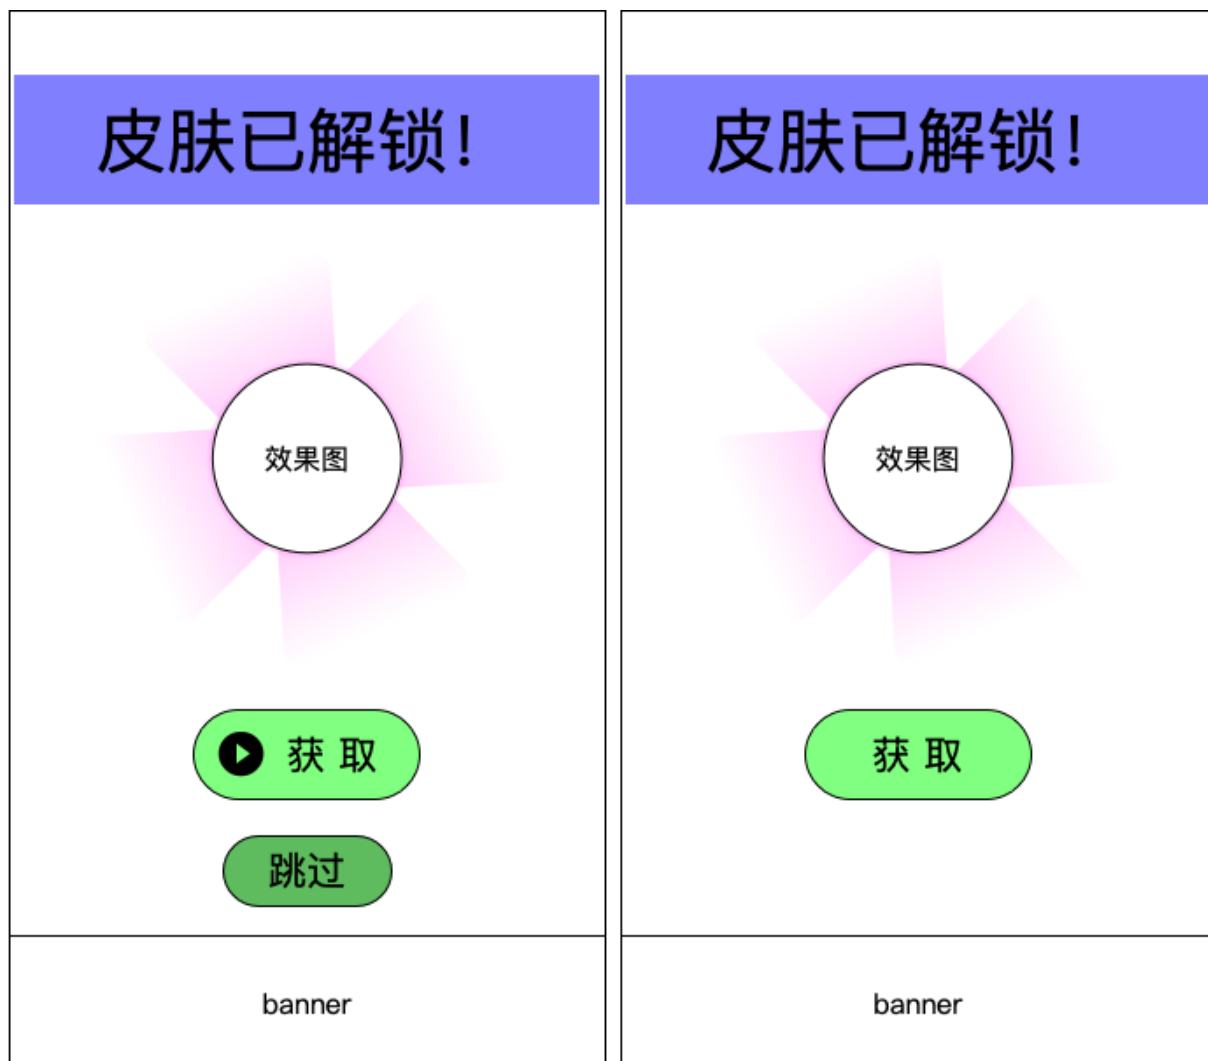 皮肤已解锁！
效果图
获 取
跳过
banner
皮肤已解锁！
效果图
获 取
banner